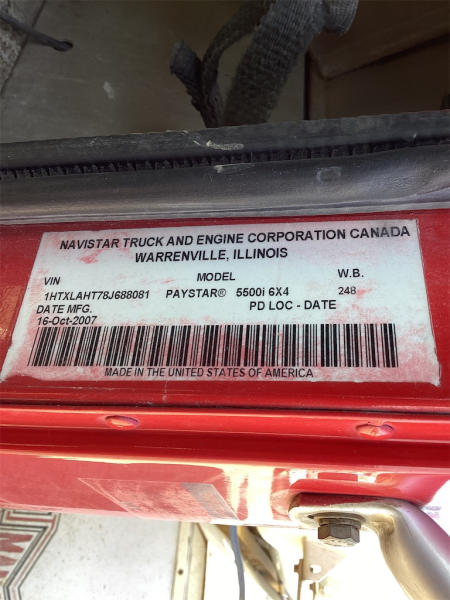 NAVISTAR TRUCK AND ENGINE CORPORATION CANADA
WARRENVILLE, ILLINOIS
VIN MODEL W.B.
1HTXLAHT78J688081 PAYSTAR® 5500i 6X4 248
DATE MFG. PD LOC - DATE
16-Oct-2007
MADE IN THE UNITED STATES OF AMERICA